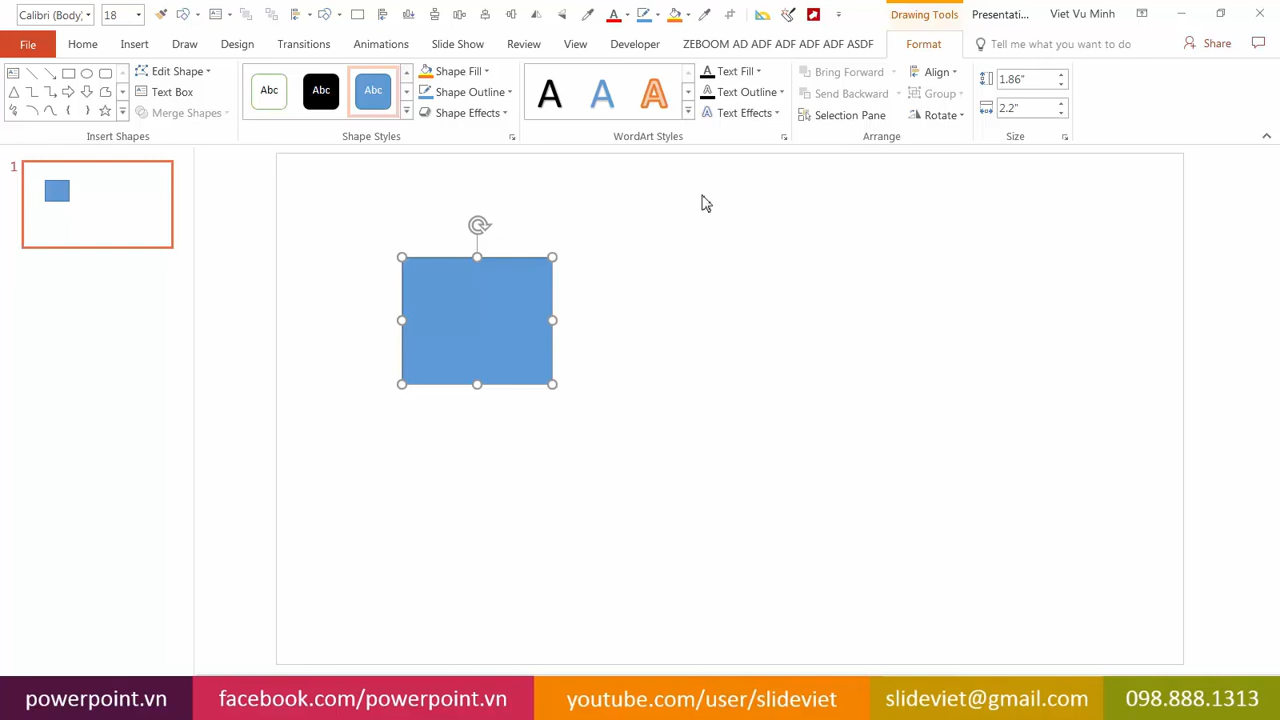 Calibri (Body)
18
Drawing Tools
Presentati...
Viet Vu Minh
File
Home
Insert
Draw
Design
Transitions
Animations
Slide Show
Review
View
Developer
ZEBOOM AD ADF ADF ADF ADF ASDF
Format
Tell me what you want to do
Share
Edit Shape
Text Box
Merge Shapes
Insert Shapes
Abc
Abc
Abc
Shape Fill
Shape Outline
Shape Effects
Shape Styles
A
A
A
Text Fill
Text Outline
Text Effects
WordArt Styles
Bring Forward
Send Backward
Selection Pane
Align
Group
Rotate
Arrange
1.86"
2.2"
Size
1
powerpoint.vn
facebook.com/powerpoint.vn
youtube.com/user/slideviet
slideviet@gmail.com
098.888.1313